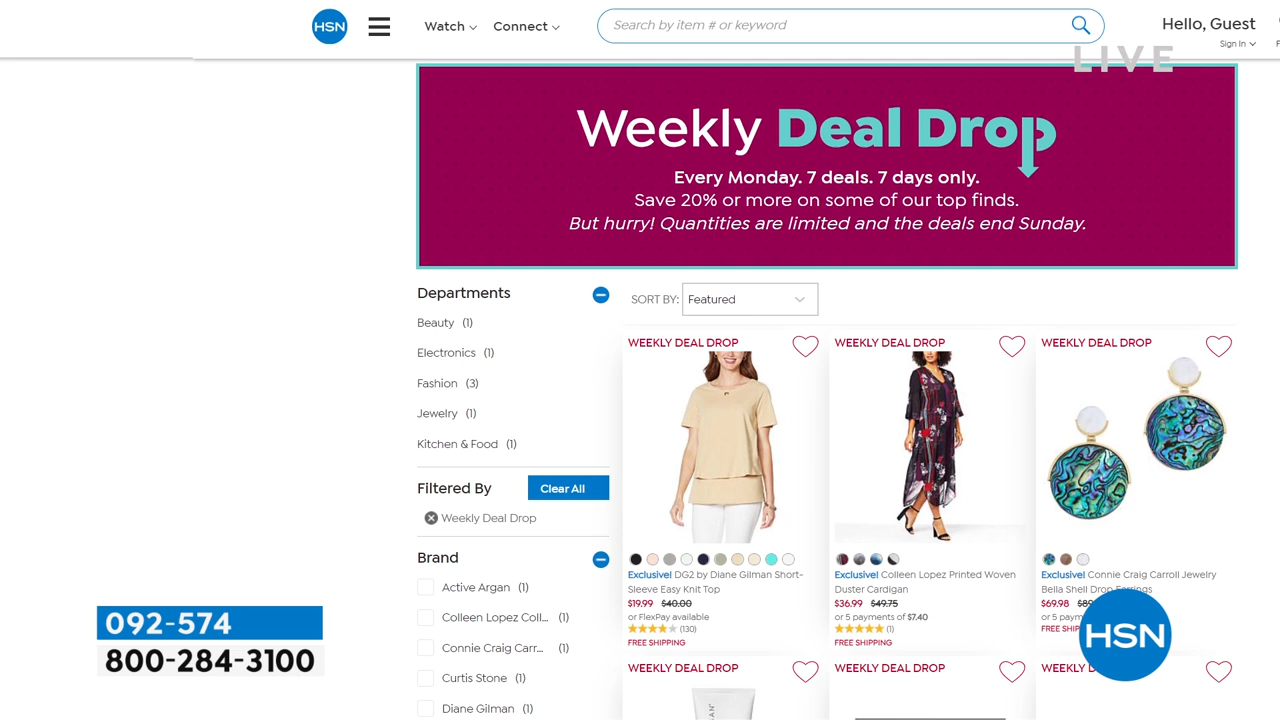 HSN
Watch
Connect
Search by item # or keyword
Hello, Guest
Sign In
LIVE
Weekly Deal Drop
Every Monday. 7 deals. 7 days only.
Save 20% or more on some of our top finds.
But hurry! Quantities are limited and the deals end Sunday.
Departments
Beauty (1)
Electronics (1)
Fashion (3)
Jewelry (1)
Kitchen & Food (1)
Filtered By
Clear All
Weekly Deal Drop
Brand
Active Argan (1)
Colleen Lopez Coll... (1)
Connie Craig Carr... (1)
Curtis Stone (1)
Diane Gilman (1)
SORT BY: Featured
WEEKLY DEAL DROP
Exclusive! DG2 by Diane Gilman Short-
Sleeve Easy Knit Top
$19.99 $40.00
or FlexPay available
(130)
FREE SHIPPING
WEEKLY DEAL DROP
Exclusive! Colleen Lopez Printed Woven
Duster Cardigan
$36.99 $49.75
or 5 payments of $7.40
(1)
FREE SHIPPING
WEEKLY DEAL DROP
Exclusive! Connie Craig Carroll Jewelry
Bella Shell Drop Earrings
$69.98
or 5
FREE
WEEKLY DEAL DROP
WEEKLY DEAL DROP
WEEKLY
092-574
800-284-3100
HSN